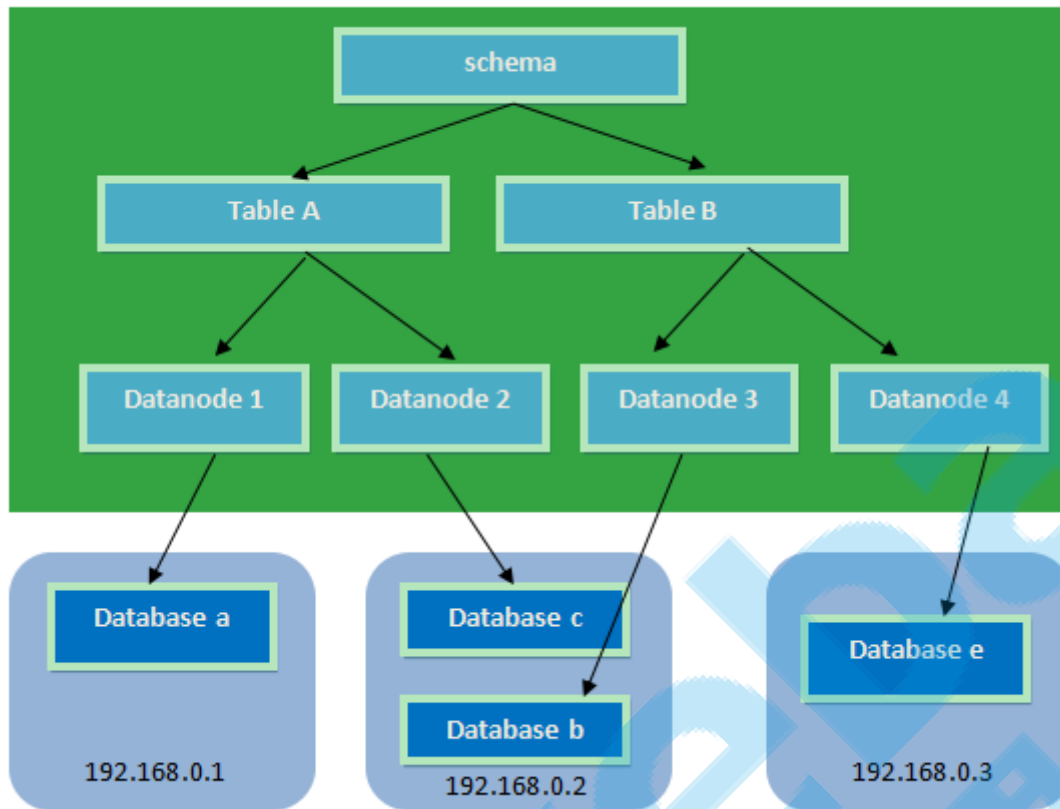 schema
Table A
Table B
Datanode 1
Datanode 2
Datanode 3
Datanode 4
Database a
Database c
Database e
Database b
192.168.0.1
192.168.0.2
192.168.0.3